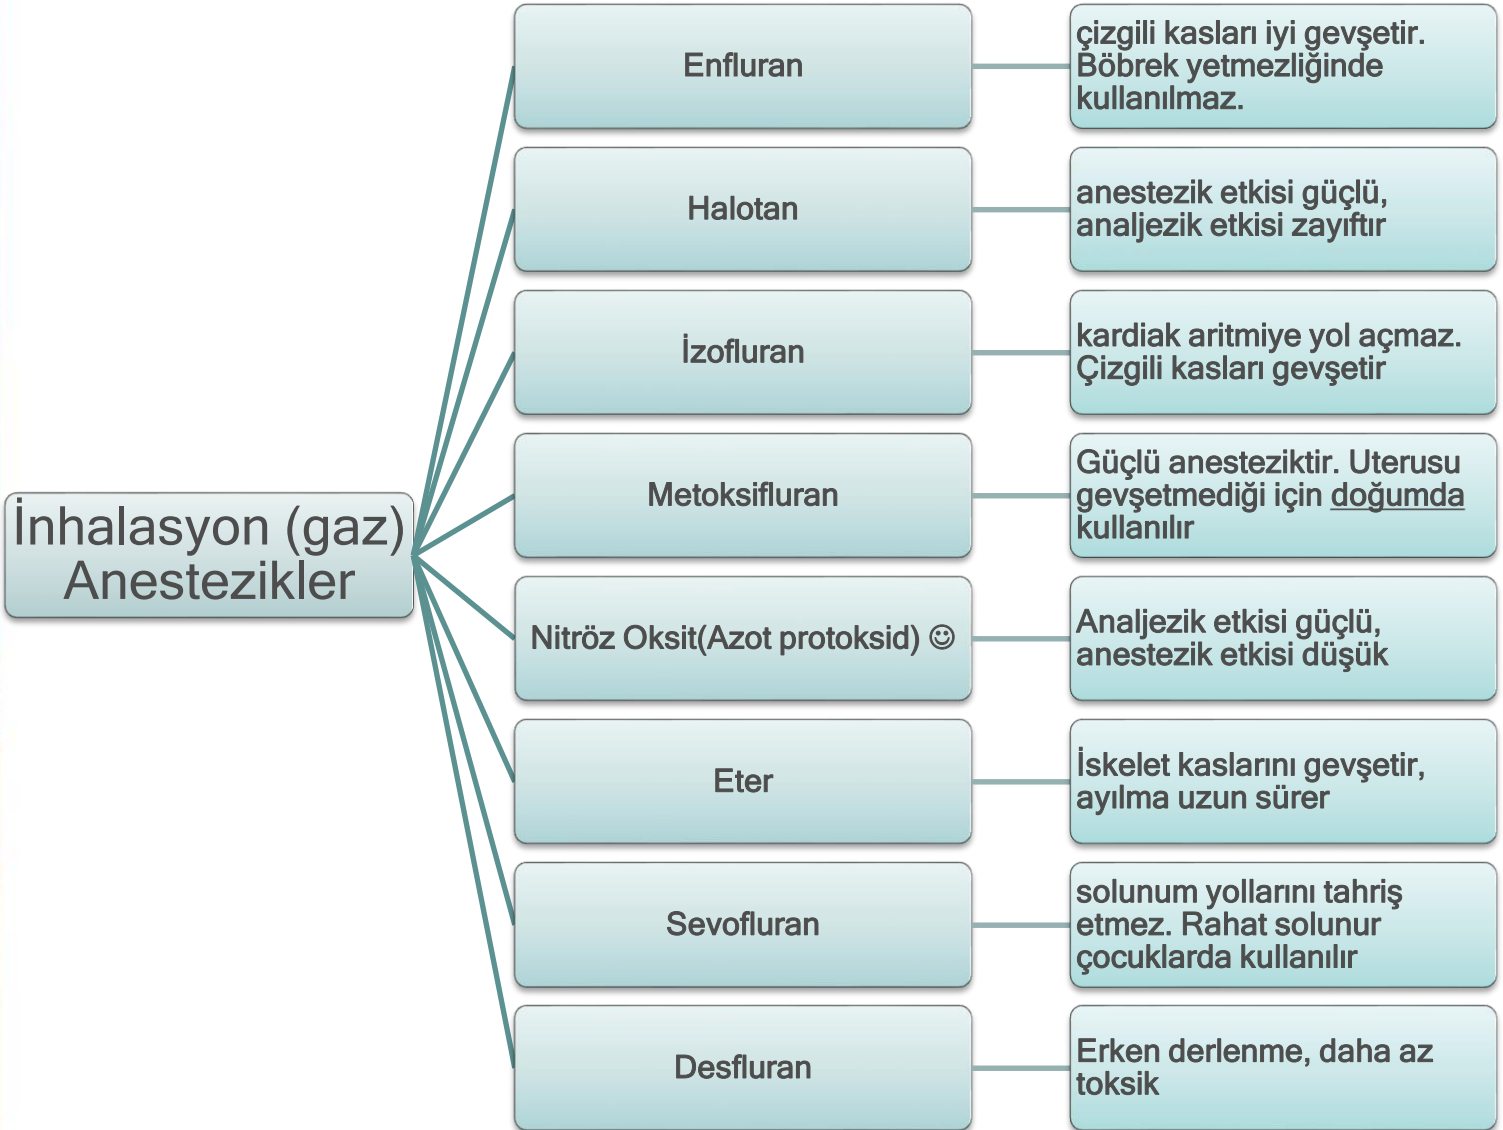 İnhalasyon (gaz)
Anestezikler
Enfluran
çizgili kasları iyi gevşetir.
Böbrek yetmezliğinde
kullanılmaz.
Halotan
anestezik etkisi güçlü,
analjezik etkisi zayıftır
İzofluran
kardiak aritmiye yol açmaz.
Çizgili kasları gevşetir
Metoksifluran
Güçlü anesteziktir. Uterusu
gevşetmediği için doğumda
kullanılır
Nitröz Oksit(Azot protoksid) ☺
Analjezik etkisi güçlü,
anestezik etkisi düşük
Eter
İskelet kaslarını gevşetir,
ayılma uzun sürer
Sevofluran
solunum yollarını tahriş
etmez. Rahat solunur
çocuklarda kullanılır
Desfluran
Erken derlenme, daha az
toksik